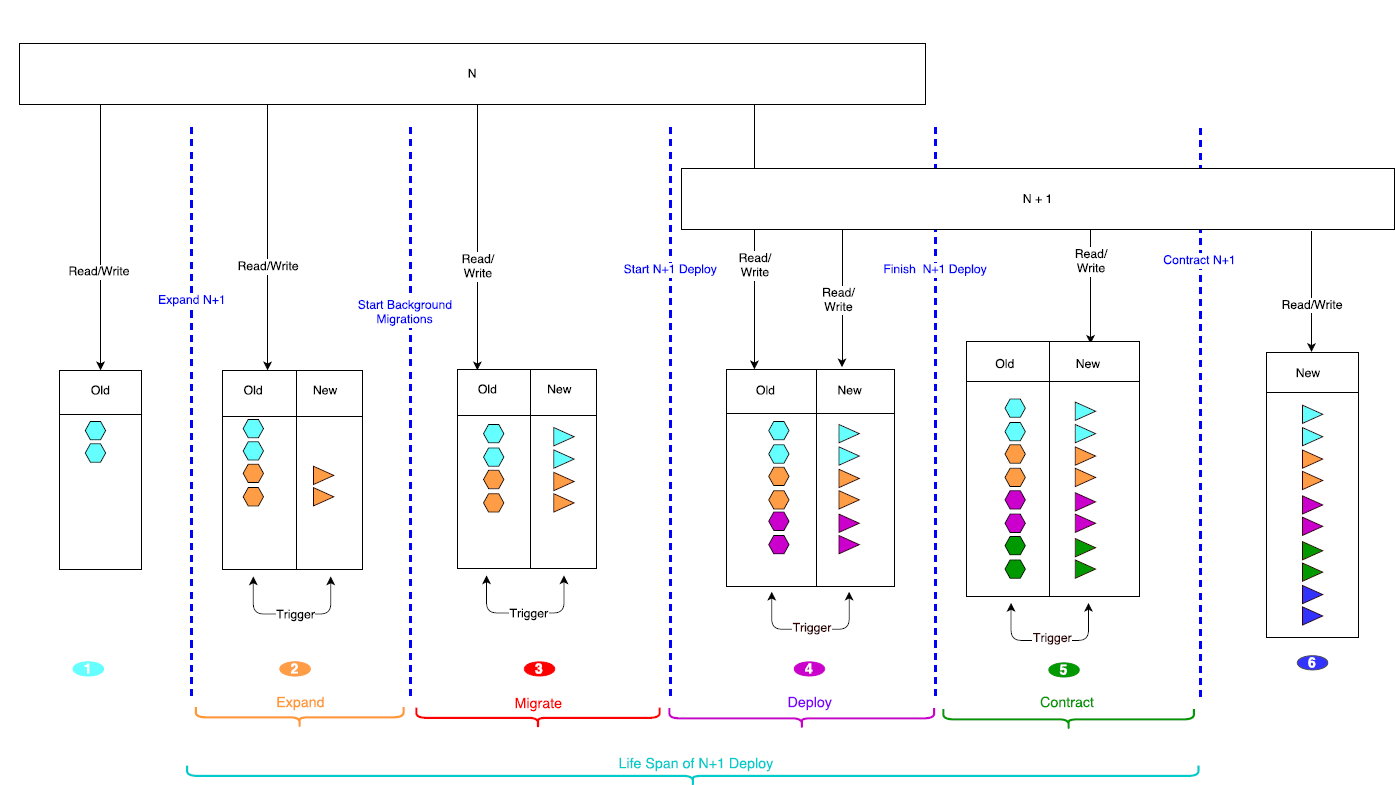 N
N + 1
Read/Write
Read/Write
Read/
Write
Read/
Write
Read/
Write
Read/
Write
Read/Write
Expand N+1
Start Background
Migrations
Start N+1 Deploy
Finish N+1 Deploy
Contract N+1
Old
Old
New
Old
New
Old
New
Old
New
New
Trigger
Trigger
Trigger
Trigger
1
2
3
4
5
6
Expand
Migrate
Deploy
Contract
Life Span of N+1 Deploy